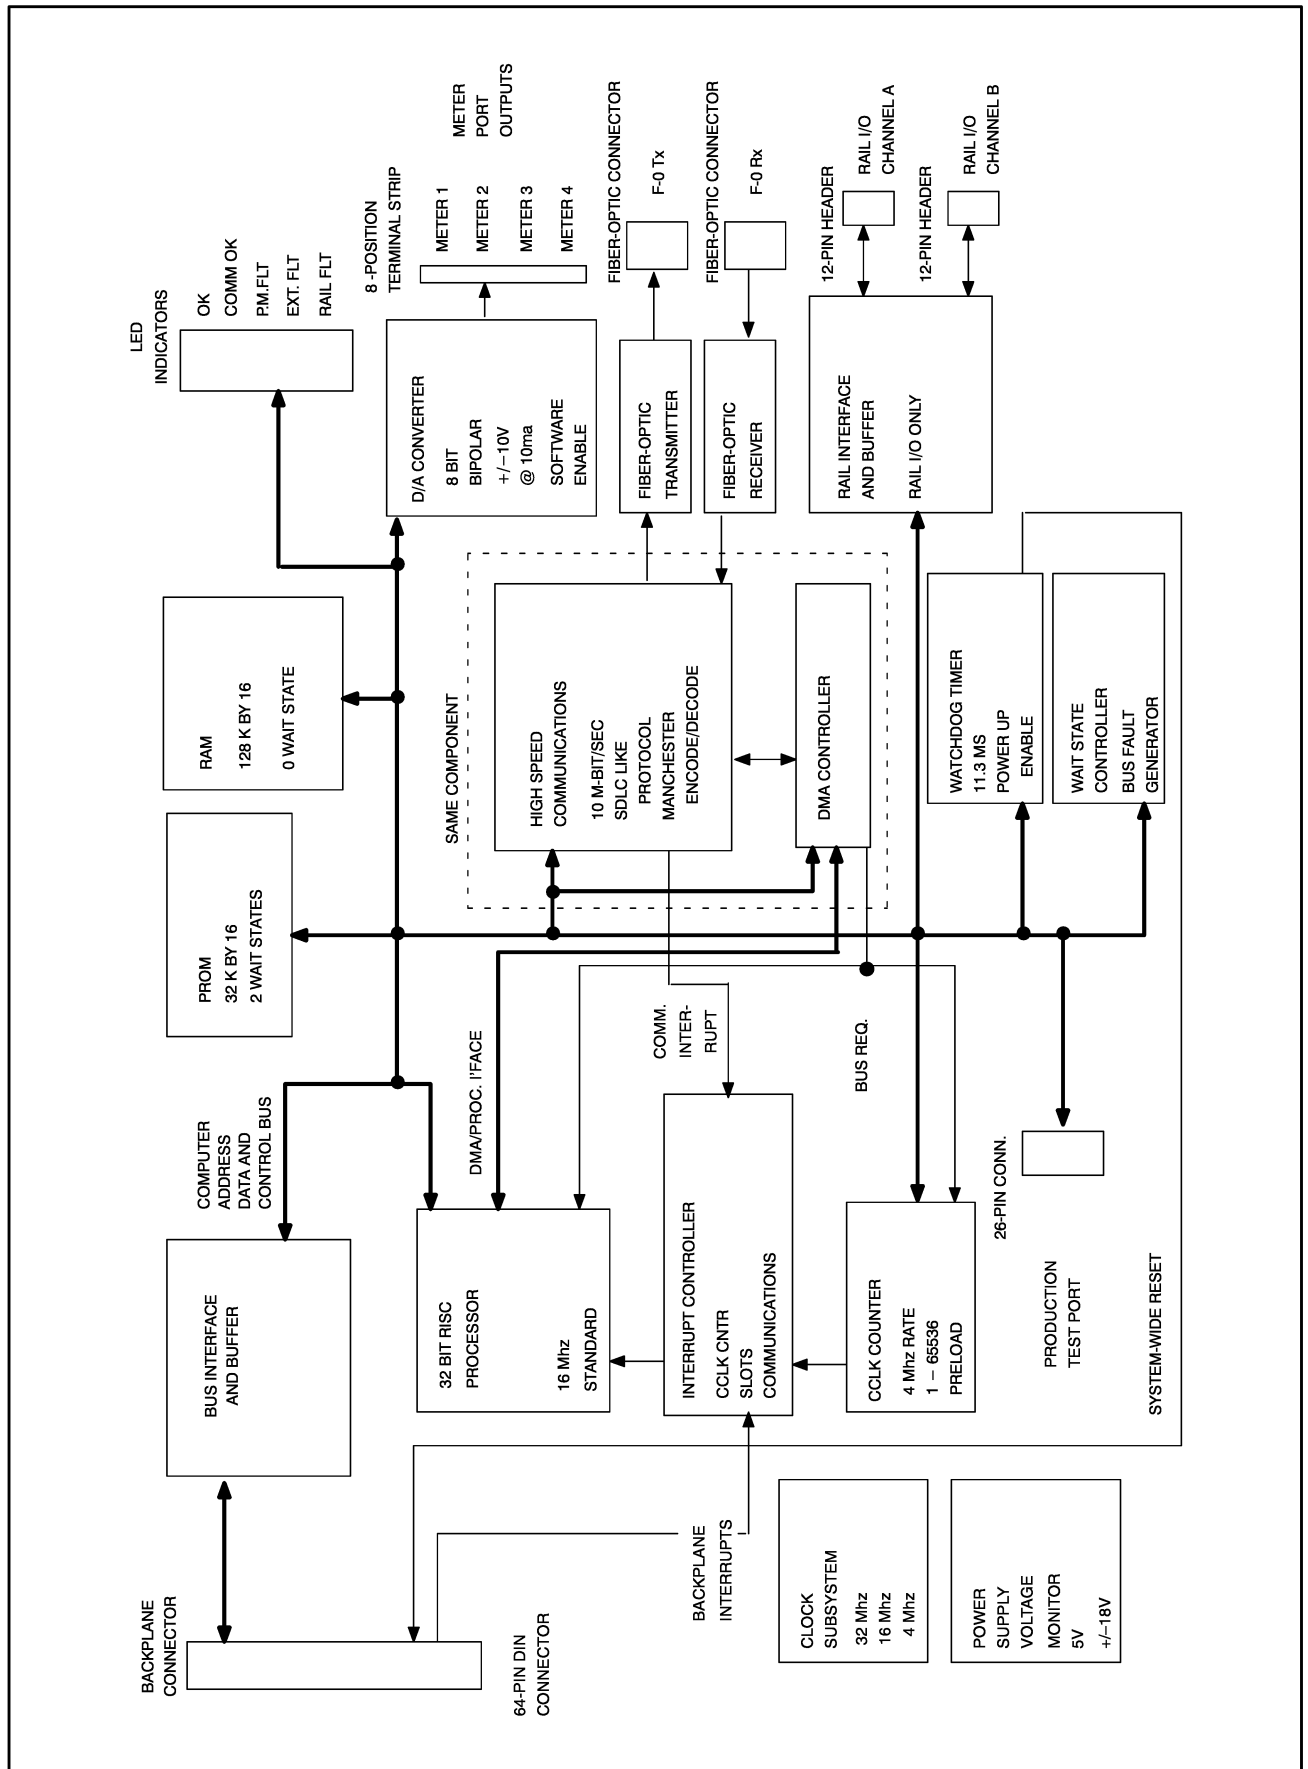 BACKPLANE
CONNECTOR
64-PIN DIN
CONNECTOR
BUS INTERFACE
AND BUFFER
COMPUTER
ADDRESS
DATA AND
CONTROL BUS
PROM
32 K BY 16
2 WAIT STATES
RAM
128 K BY 16
0 WAIT STATE
LED
INDICATORS
OK
COMM OK
P.M.FLT
EXT. FLT
RAIL FLT
32 BIT RISC
PROCESSOR
16 Mhz
STANDARD
DMA/PROC. I'FACE
D/A CONVERTER
8 BIT
BIPOLAR
+/–10V
@ 10ma
SOFTWARE
ENABLE
8 -POSITION
TERMINAL STRIP
METER 1
METER 2
METER 3
METER 4
METER
PORT
OUTPUTS
SAME COMPONENT
HIGH SPEED
COMMUNICATIONS
10 M-BIT/SEC
SDLC LIKE
PROTOCOL
MANCHESTER
ENCODE/DECODE
DMA CONTROLLER
FIBER-OPTIC
TRANSMITTER
FIBER-OPTIC CONNECTOR
F-0 Tx
FIBER-OPTIC
RECEIVER
FIBER-OPTIC CONNECTOR
F-0 Rx
BACKPLANE
INTERRUPTS
INTERRUPT CONTROLLER
CCLK CNTR
SLOTS
COMMUNICATIONS
COMM.
INTER-
RUPT
BUS REQ.
CCLK COUNTER
4 Mhz RATE
1 – 65536
PRELOAD
RAIL INTERFACE
AND BUFFER
RAIL I/O ONLY
12-PIN HEADER
RAIL I/O
CHANNEL A
12-PIN HEADER
RAIL I/O
CHANNEL B
WATCHDOG TIMER
11.3 MS
POWER UP
ENABLE
WAIT STATE
CONTROLLER
BUS FAULT
GENERATOR
26-PIN CONN.
PRODUCTION
TEST PORT
SYSTEM-WIDE RESET
CLOCK
SUBSYSTEM
32 Mhz
16 Mhz
4 Mhz
POWER
SUPPLY
VOLTAGE
MONITOR
5V
+/–18V